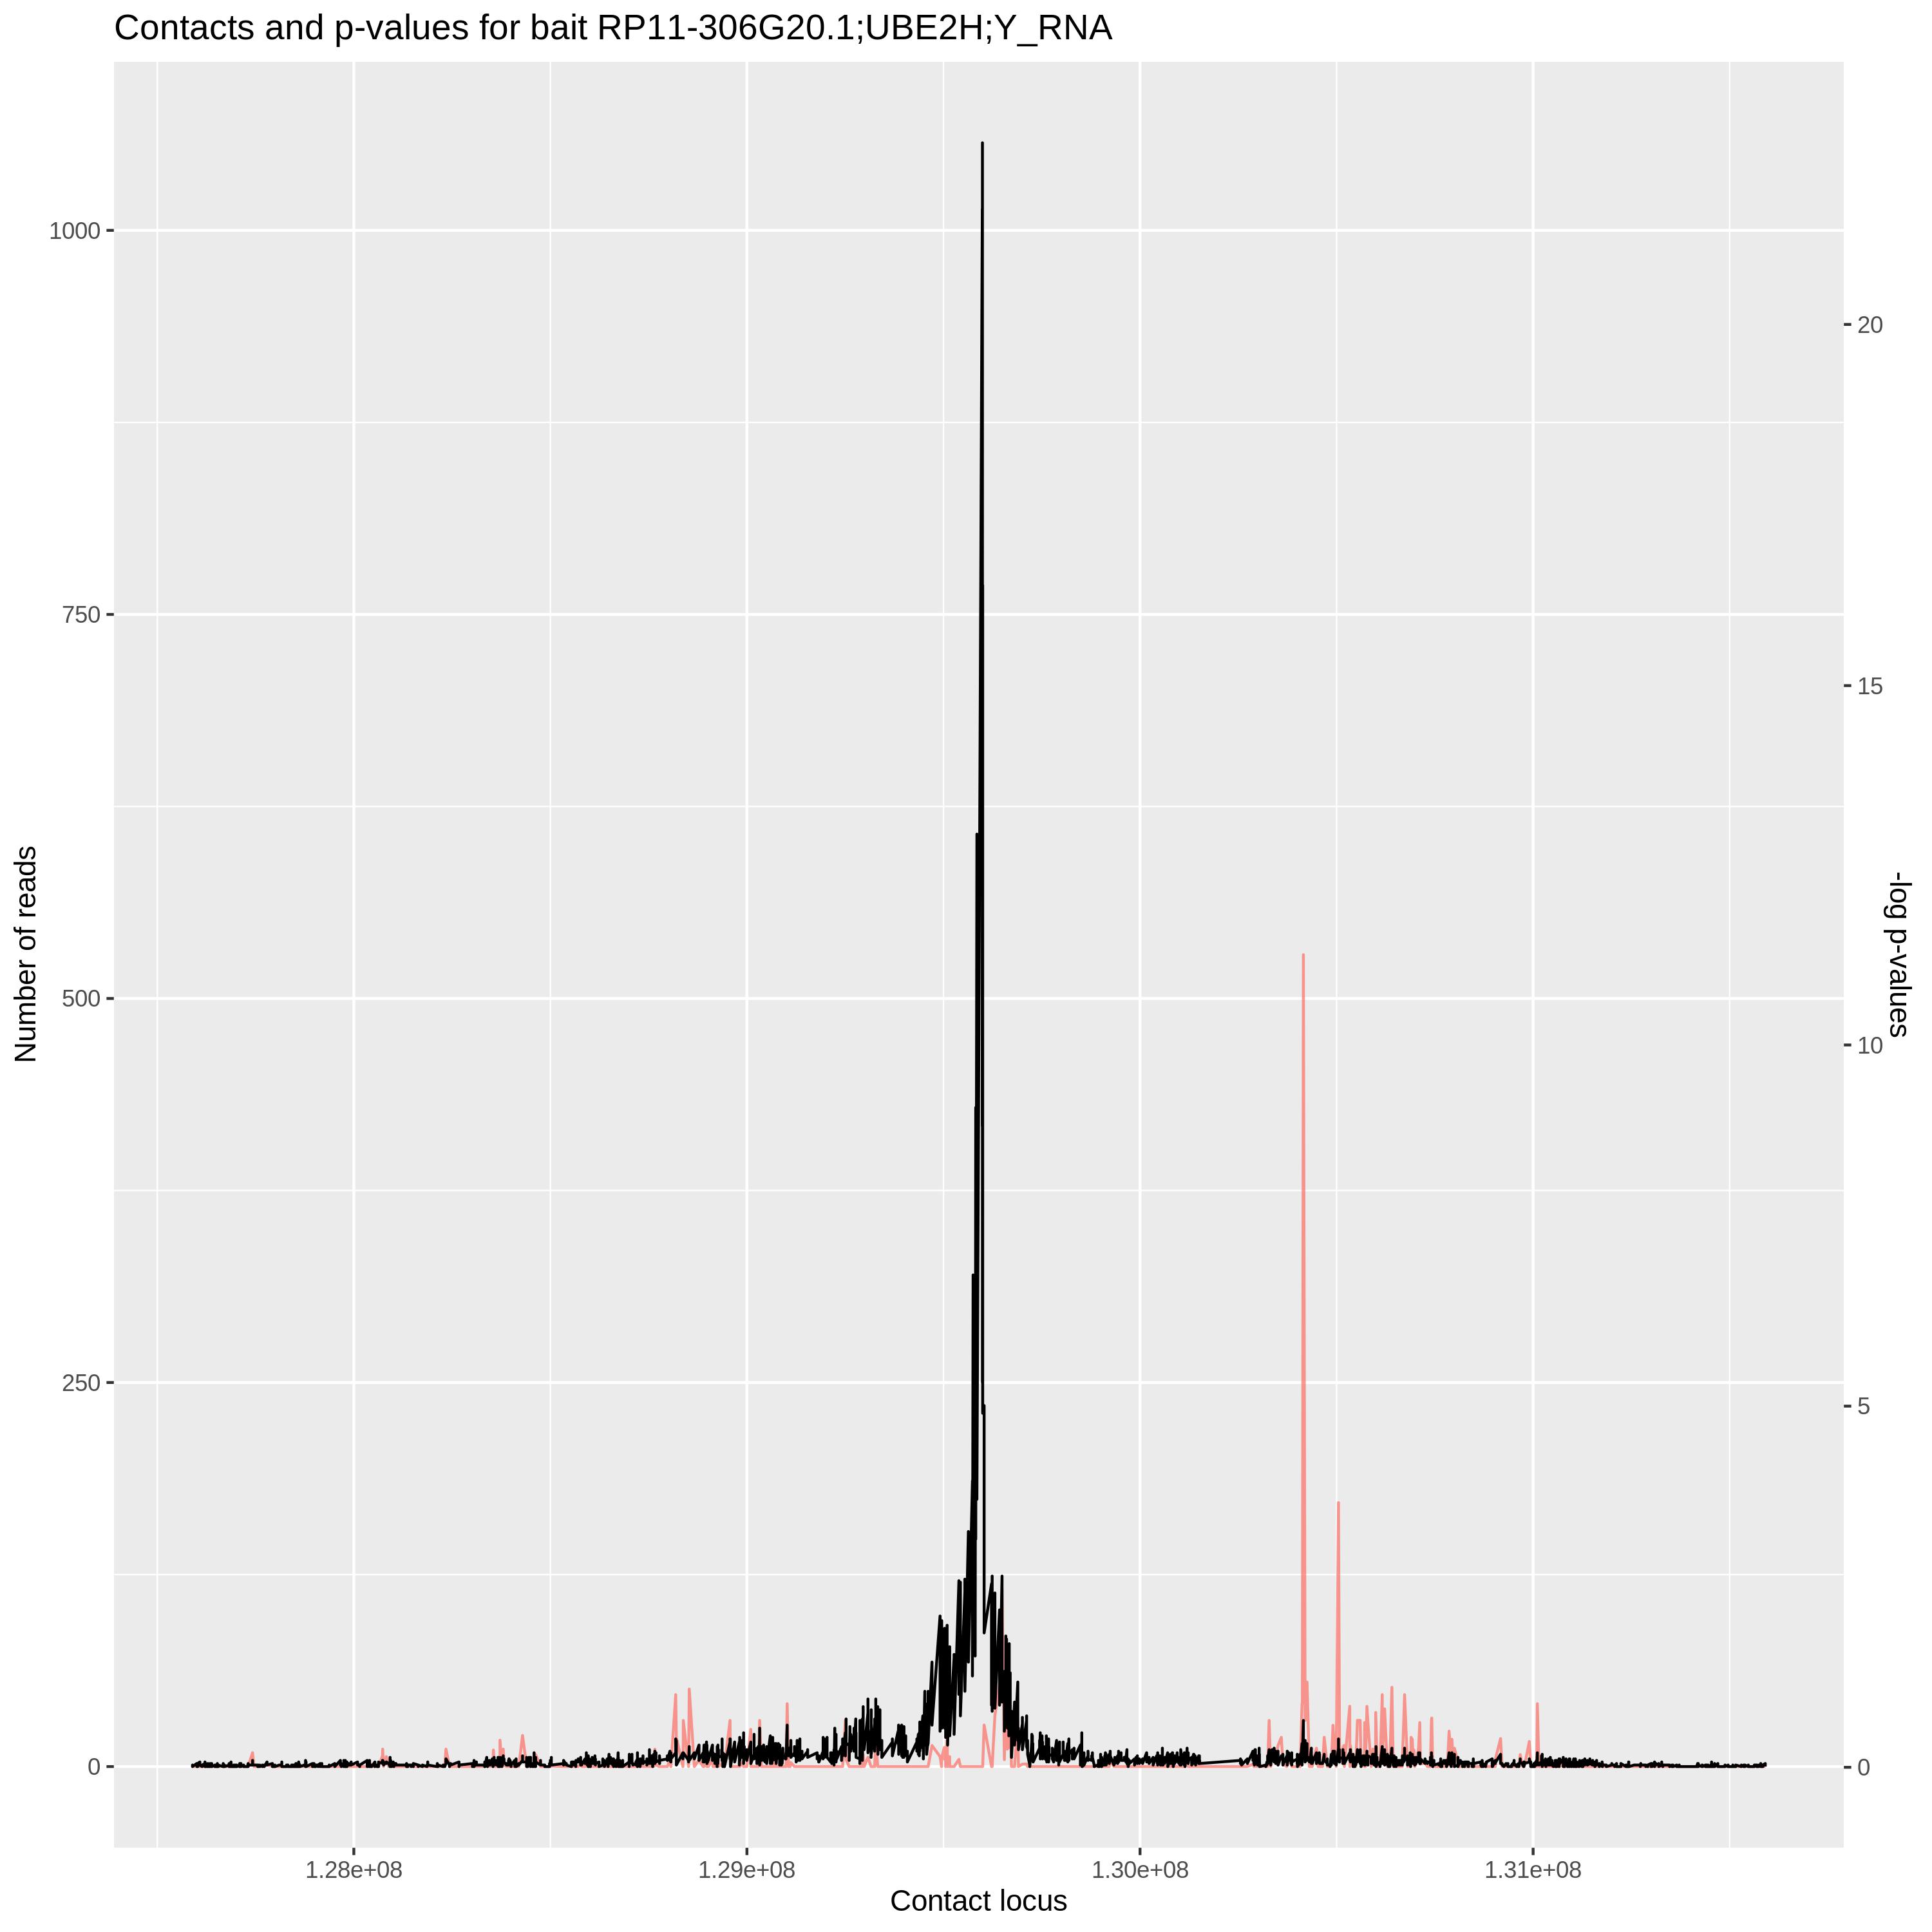 Contacts and p-values for bait RP11-306G20.1;UBE2H;Y_RNA
1000
750
500
250
0
Number of reads
20
15
10
5
0
-log p-values
1.28e+08
1.29e+08
1.30e+08
1.31e+08
Contact locus